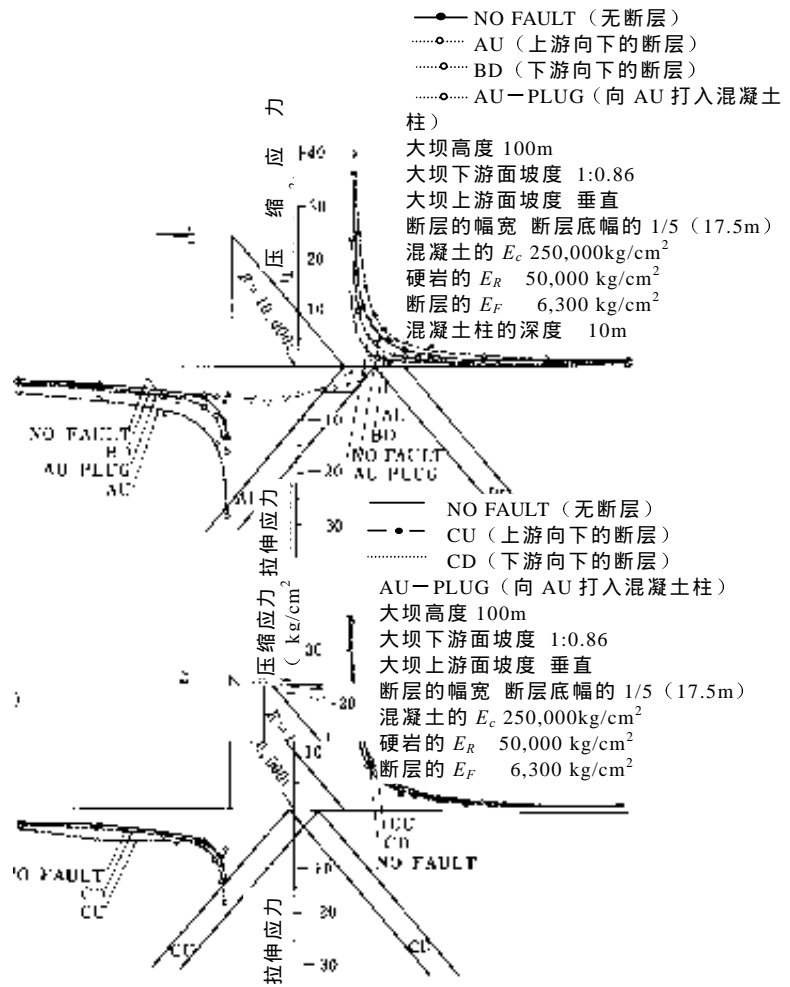 NO FAULT（无断层）
AU（上游向下的断层）
BD（下游向下的断层）
AU－PLUG（向 AU 打入混凝土
柱）
大坝高度 100m
大坝下游面坡度 1:0.86
大坝上游面坡度 垂直
断层的幅宽 断层底幅的 1/5（17.5m）
混凝土的 Ec 250,000kg/cm²
硬岩的 ER 50,000 kg/cm²
断层的 EF 6,300 kg/cm²
混凝土柱的深度 10m
压缩应力
+40
30
20
10
－10
－20
30
AL
BD
NO FAULT
AU PLUG
NO FAULT
AU PLUG
AU
拉伸应力
NO FAULT（无断层）
CU（上游向下的断层）
CD（下游向下的断层）
AU－PLUG（向 AU 打入混凝土柱）
大坝高度 100m
大坝下游面坡度 1:0.86
大坝上游面坡度 垂直
断层的幅宽 断层底幅的 1/5（17.5m）
混凝土的 Ec 250,000kg/cm²
硬岩的 ER 50,000 kg/cm²
断层的 EF 6,300 kg/cm²
压缩应力
（ kg/cm²
30
－20
10
CU
CD
NO FAULT
CU
CU
－20
－30
拉伸应力